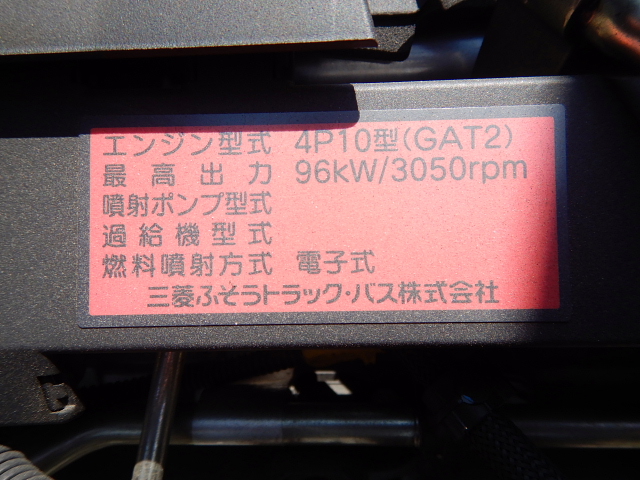 エンジン型式 4P10型(GAT2)
最高出力 96kW/3050rpm
噴射ポンプ型式
過給機型式
燃料噴射方式 電子式
三菱ふそうトラック・バス株式会社